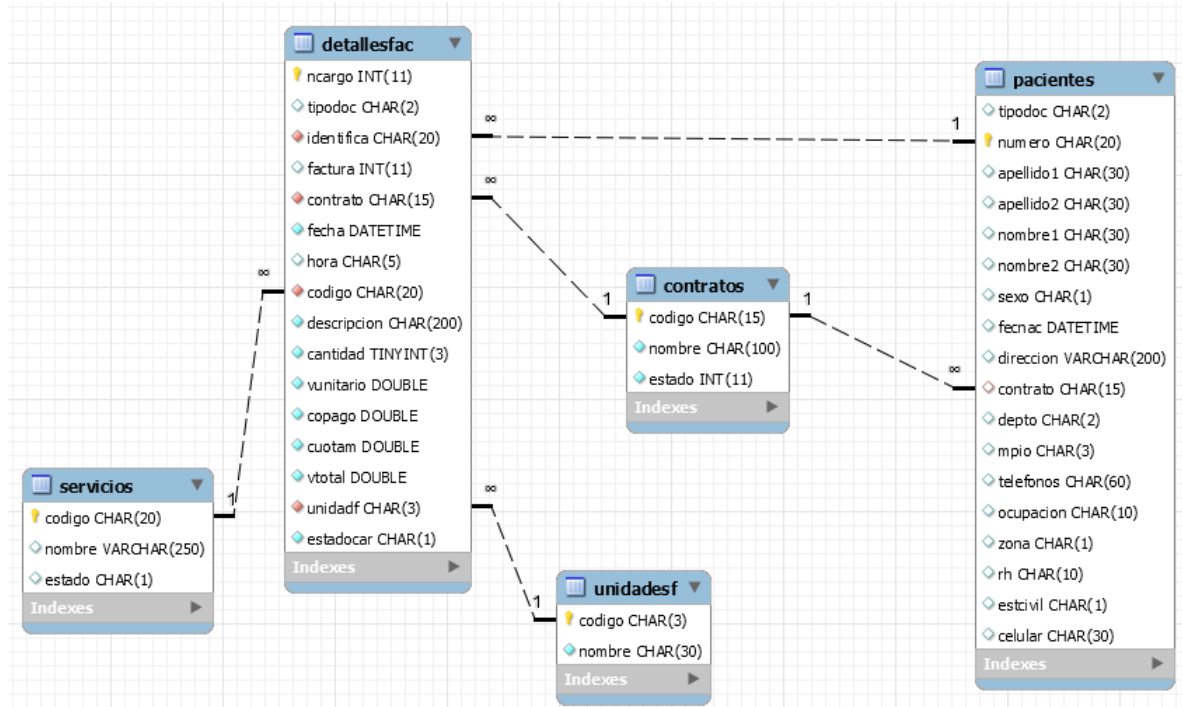 detallesfac
ncargo INT(11)
tipodoc CHAR(2)
identifica CHAR(20)
factura INT(11)
contrato CHAR(15)
fecha DATETIME
hora CHAR(5)
codigo CHAR(20)
descripcion CHAR(200)
cantidad TINYINT(3)
vunitario DOUBLE
copago DOUBLE
cuotam DOUBLE
vtotal DOUBLE
unidadf CHAR(3)
estadocar CHAR(1)
Indexes
∞
1
∞
1
∞
1
∞
1
1
∞
pacientes
tipodoc CHAR(2)
numero CHAR(20)
apellido1 CHAR(30)
apellido2 CHAR(30)
nombre1 CHAR(30)
nombre2 CHAR(30)
sexo CHAR(1)
fecnac DATETIME
direccion VARCHAR(200)
contrato CHAR(15)
depto CHAR(2)
mpio CHAR(3)
telefonos CHAR(60)
ocupacion CHAR(10)
zona CHAR(1)
rh CHAR(10)
estcivil CHAR(1)
celular CHAR(30)
Indexes
contratos
codigo CHAR(15)
nombre CHAR(100)
estado INT(11)
Indexes
servicios
codigo CHAR(20)
nombre VARCHAR(250)
estado CHAR(1)
Indexes
unidadesf
codigo CHAR(3)
nombre CHAR(30)
Indexes